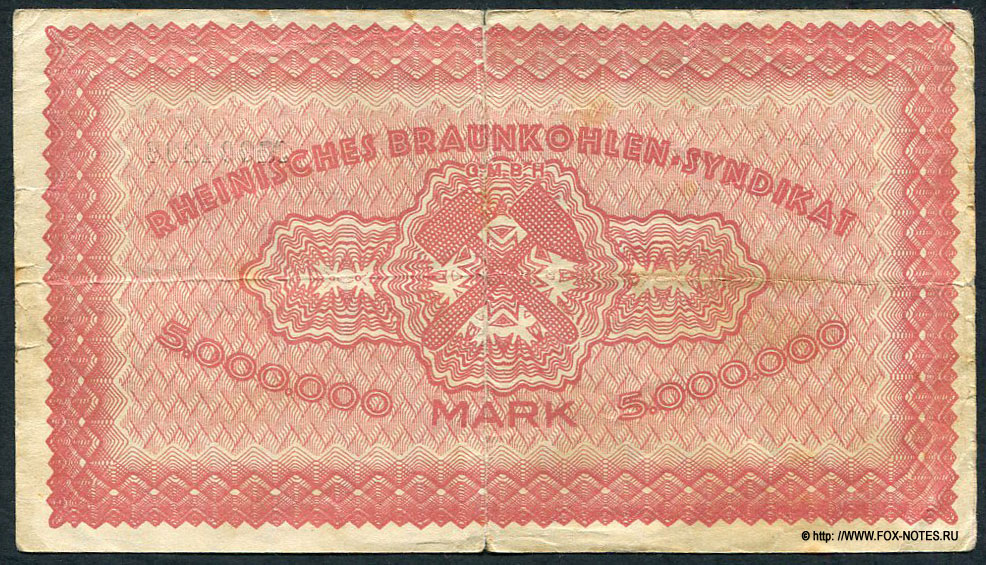 RHEINISCHES BRAUNKOHLEN-SYNDIKAT
G·M·B·H
5.000.000 MARK 5.000.000
© http: //WWW.FOX-NOTES.RU